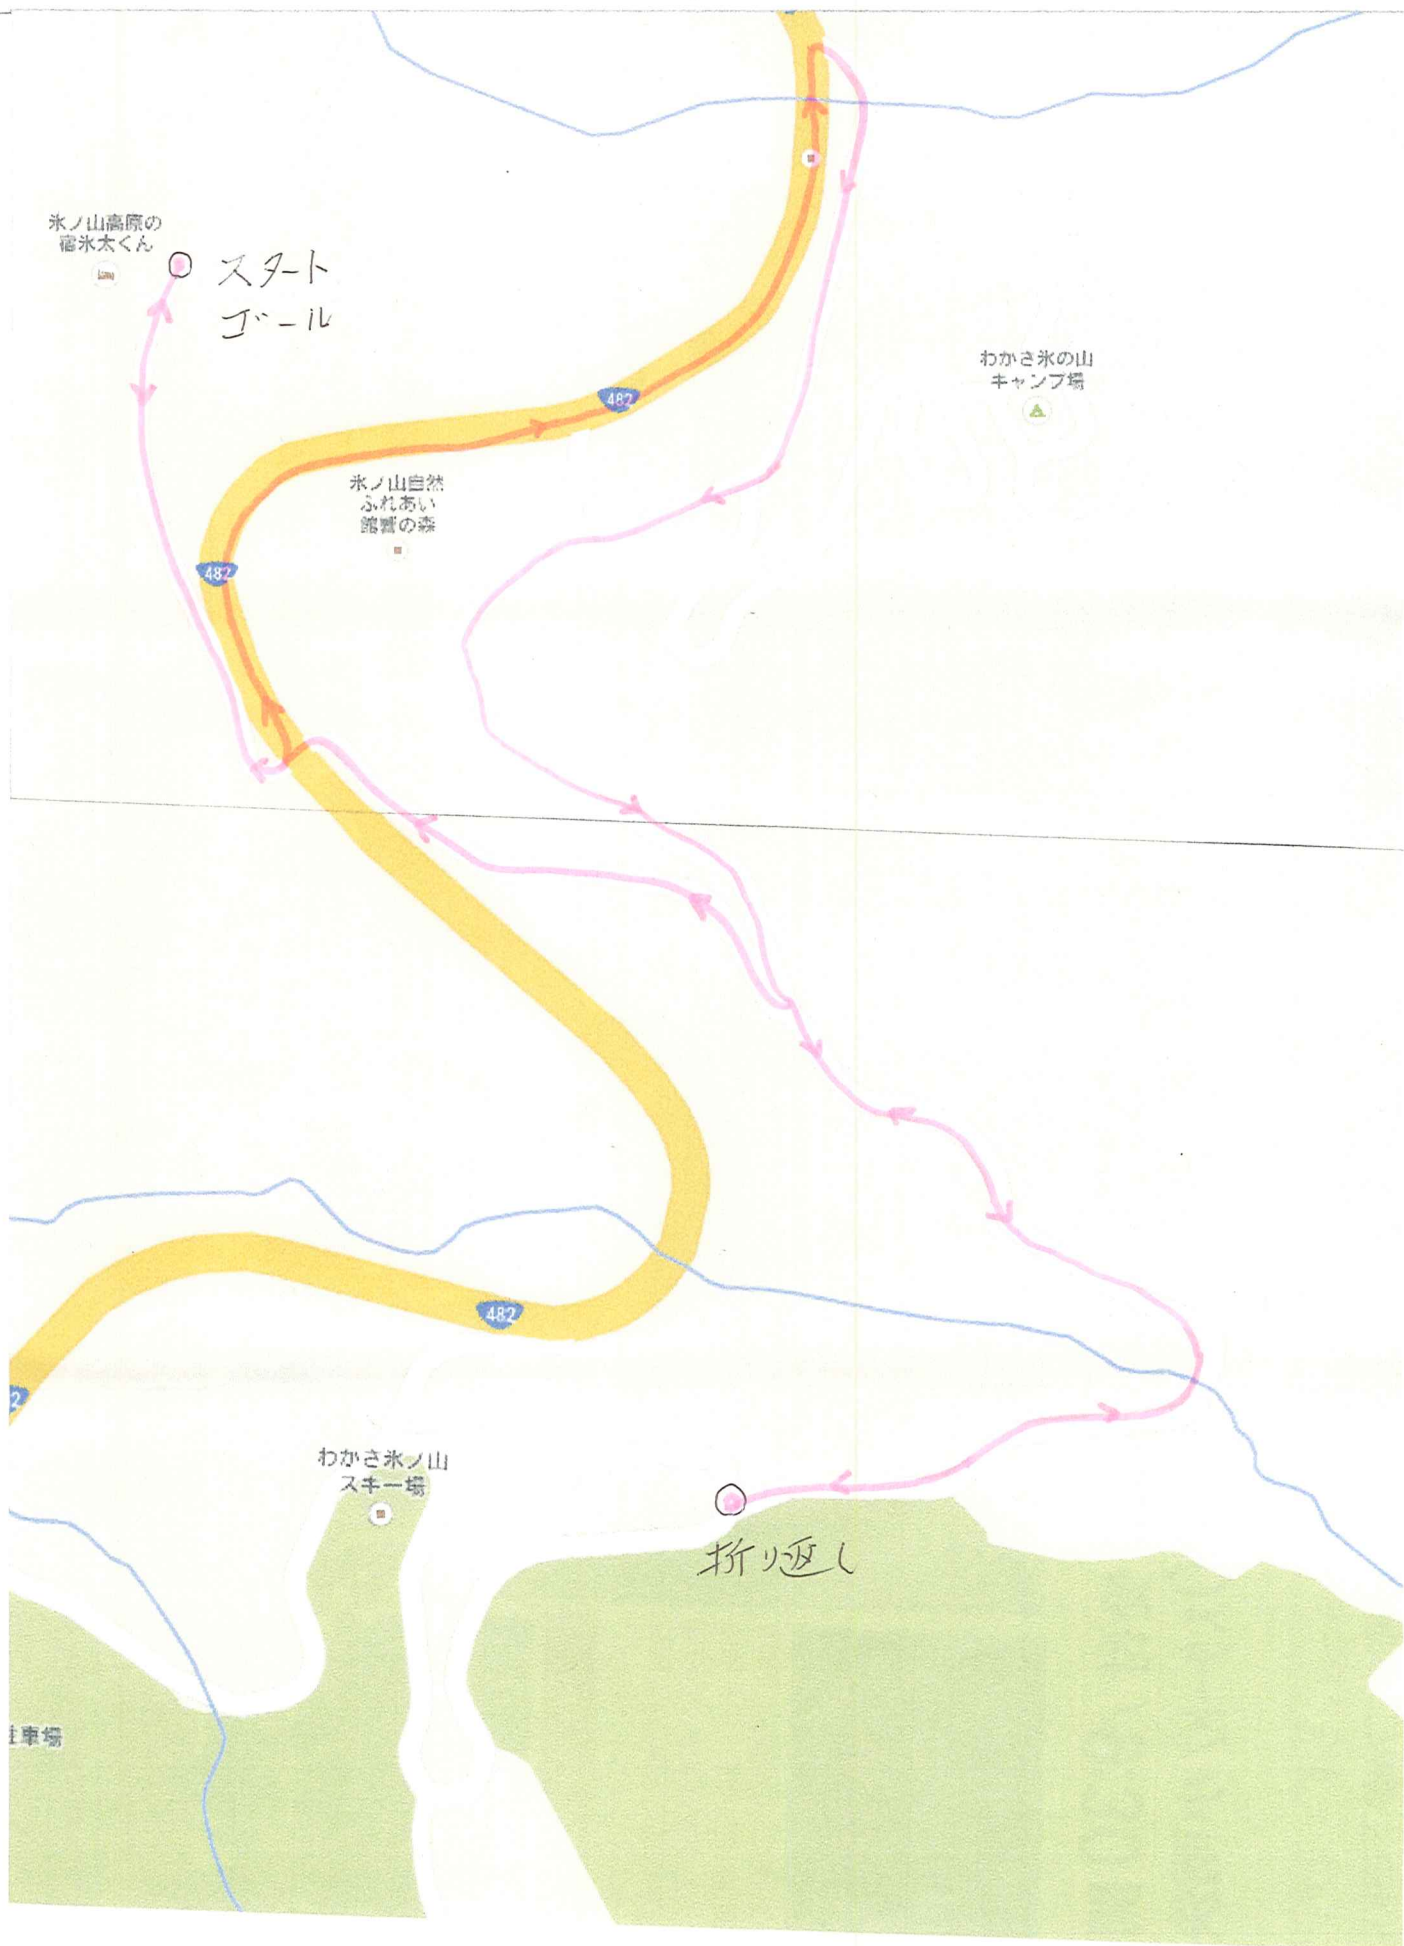 氷ノ山高原の
宿氷太くん
スタート
ゴール
482
わかさ氷の山
キャンプ場
氷ノ山自然
ふれあい
館響の森
482
482
2
わかさ氷ノ山
スキー場
折り返し
駐車場